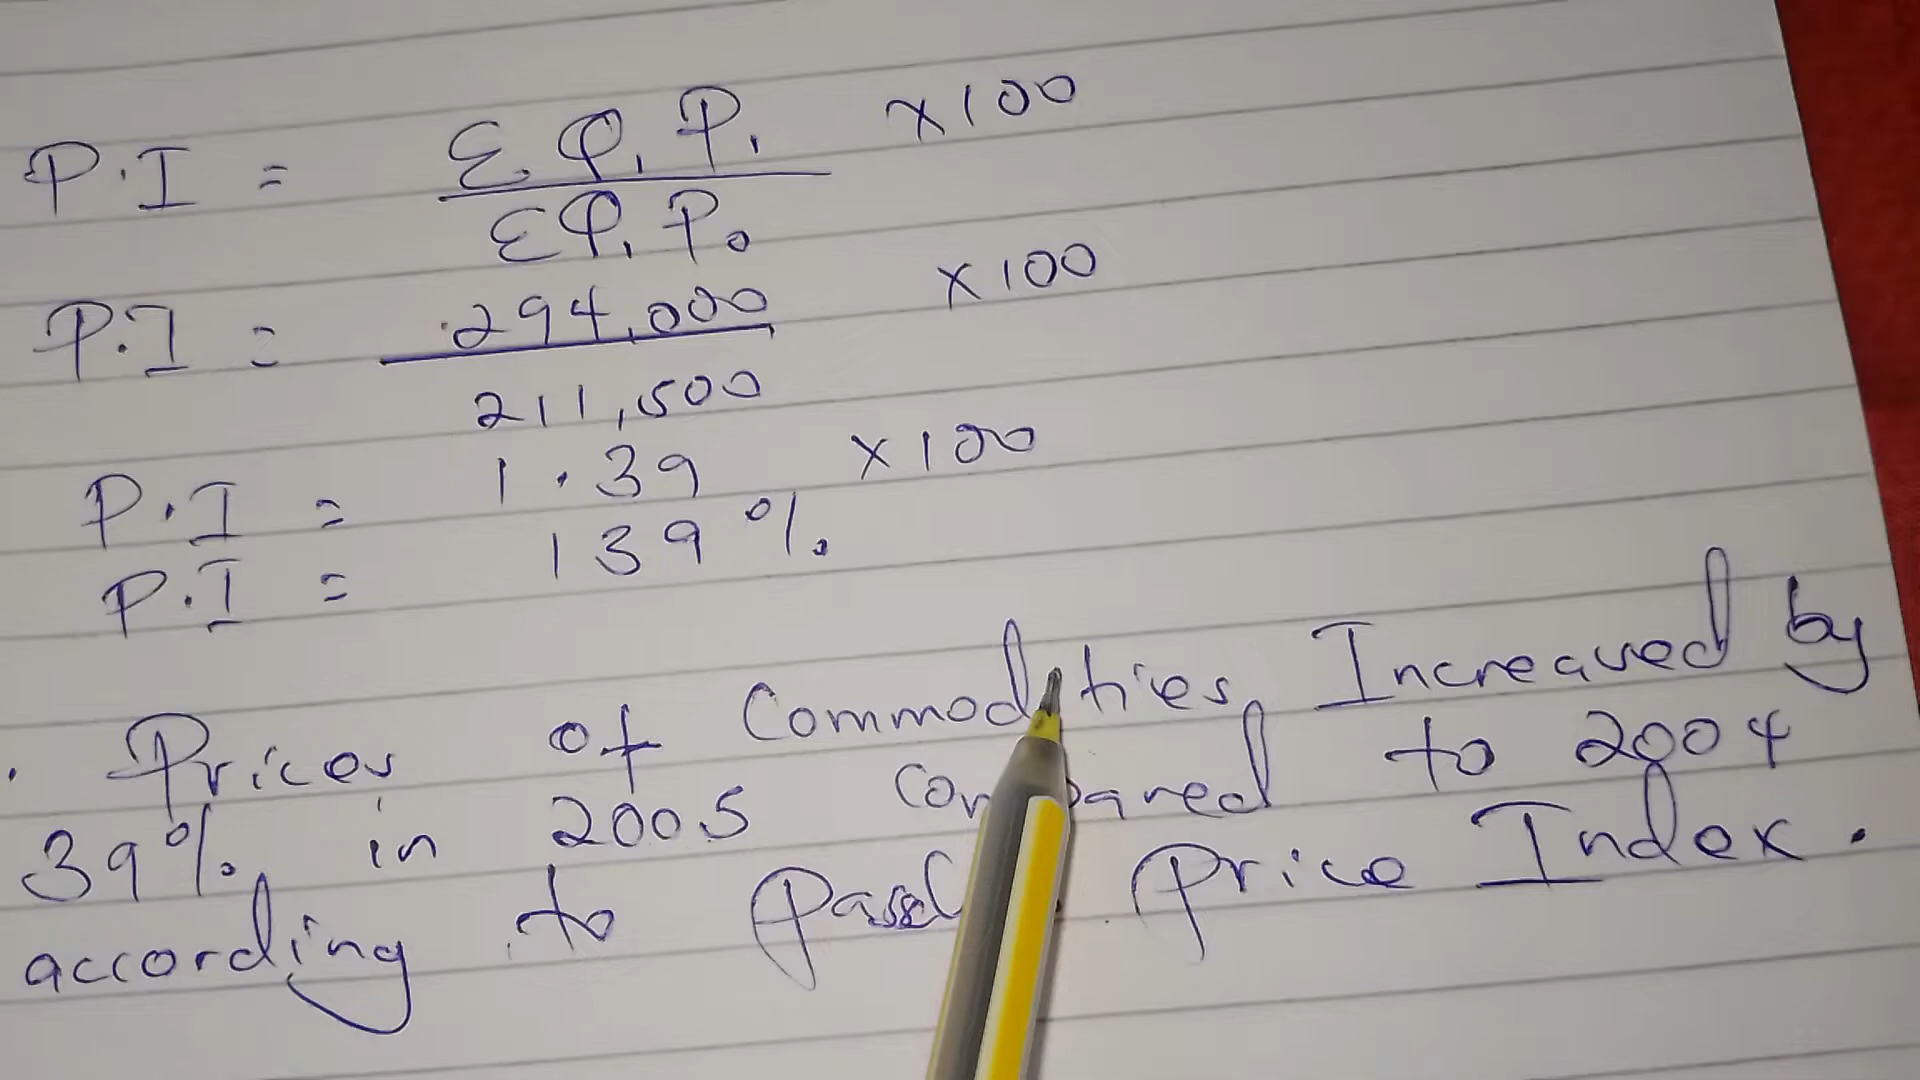 P.I = ΣQ₁P₁ x100
ΣQ₁P₀
P.I = 294,000 x100
211,500
P.I = 1.39 x100
P.I = 139%
Prices of Commodities Increased by
39% in 2005 compared to 2004
according to Price Index.